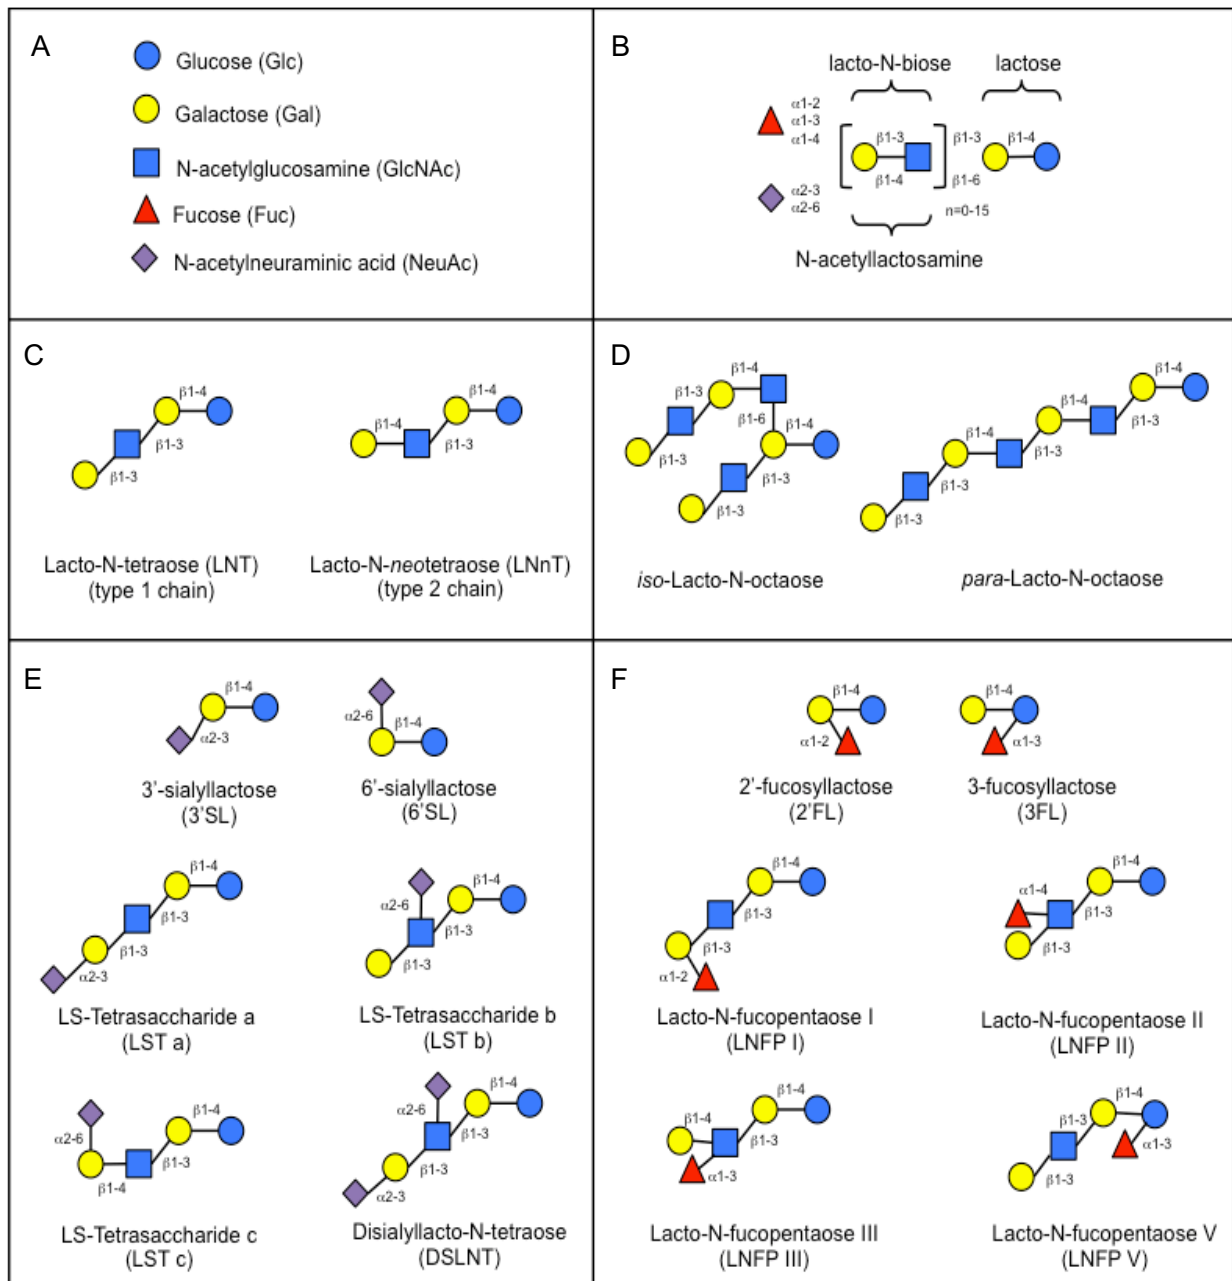 A
Glucose (Glc)
Galactose (Gal)
N-acetylglucosamine (GlcNAc)
Fucose (Fuc)
N-acetylneuraminic acid (NeuAc)
B
lacto-N-biose lactose
α1-2
α1-3
α1-4
β1-3 β1-3 β1-4
β1-4 β1-6
α2-3
α2-6
n=0-15
N-acetyllactosamine
C
β1-4
β1-3
β1-3
Lacto-N-tetraose (LNT)
(type 1 chain)
β1-4
β1-4
β1-3
Lacto-N-neotetraose (LNnT)
(type 2 chain)
D
β1-4
β1-3
β1-6
β1-4
β1-3
β1-3
β1-3
iso-Lacto-N-octaose
β1-4
β1-4
β1-3
β1-4
β1-3
β1-3
β1-3
para-Lacto-N-octaose
E
β1-4
α2-3
3’-sialyllactose
(3’SL)
α2-6
β1-4
6’-sialyllactose
(6’SL)
β1-4
β1-3
β1-3
α2-3
LS-Tetrasaccharide a
(LST a)
β1-4
α2-6
β1-3
β1-3
LS-Tetrasaccharide b
(LST b)
β1-4
α2-6
β1-3
β1-4
LS-Tetrasaccharide c
(LST c)
β1-4
α2-6
β1-3
β1-3
α2-3
Disialyllacto-N-tetraose
(DSLNT)
F
β1-4
α1-2
2’-fucosyllactose
(2’FL)
β1-4
α1-3
3-fucosyllactose
(3FL)
β1-4
β1-3
β1-3
α1-2
Lacto-N-fucopentaose I
(LNFP I)
β1-4
α1-4
β1-3
β1-3
Lacto-N-fucopentaose II
(LNFP II)
β1-4
β1-4
β1-3
α1-3
Lacto-N-fucopentaose III
(LNFP III)
β1-4
β1-3
α1-3
β1-3
Lacto-N-fucopentaose V
(LNFP V)